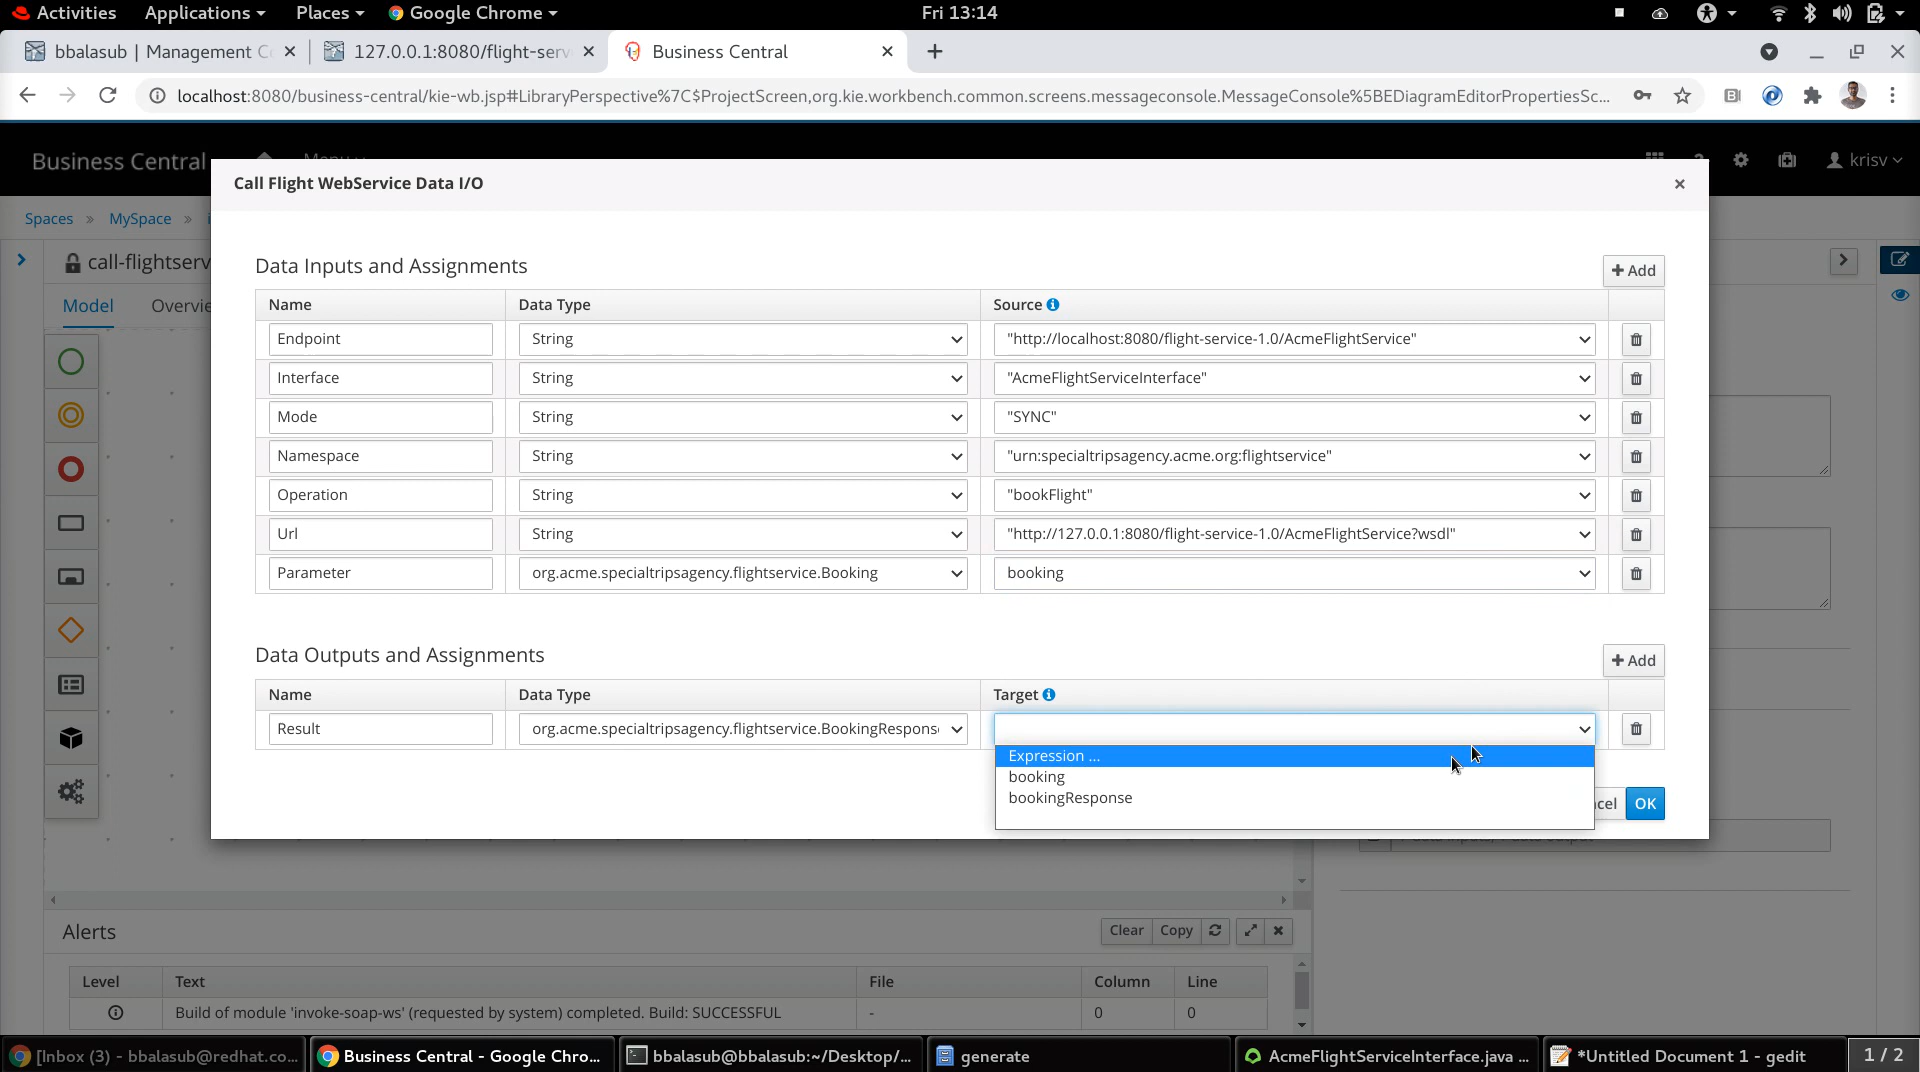 Activities Applications Places Google Chrome Fri 13:14
bbalasub | Management C 127.0.0.1:8080/flight-serv Business Central
localhost:8080/business-central/kie-wb.jsp#LibraryPerspective%7C$ProjectScreen,org.kie.workbench.common.screens.messageconsole.MessageConsole%5BEDiagramEditorPropertiesSc...
Business Central Menu krisv
Call Flight WebService Data I/O
Spaces » MySpace »
call-flightserv
Model Overvie
Data Inputs and Assignments
+ Add
Name Data Type Source
Endpoint String "http://localhost:8080/flight-service-1.0/AcmeFlightService"
Interface String "AcmeFlightServiceInterface"
Mode String "SYNC"
Namespace String "urn:specialtripsagency.acme.org:flightservice"
Operation String "bookFlight"
Url String "http://127.0.0.1:8080/flight-service-1.0/AcmeFlightService?wsdl"
Parameter org.acme.specialtripsagency.flightservice.Booking booking
Data Outputs and Assignments
+ Add
Name Data Type Target
Result org.acme.specialtripsagency.flightservice.BookingRespons
Expression ...
booking
bookingResponse
cel OK
Alerts
Clear Copy
Level Text File Column Line
Build of module 'invoke-soap-ws' (requested by system) completed. Build: SUCCESSFUL - 0 0
[Inbox (3) - bbalasub@redhat.co... Business Central - Google Chro... bbalasub@bbalasub:~/Desktop/... generate AcmeFlightServiceInterface.java ... *Untitled Document 1 - gedit 1 / 2